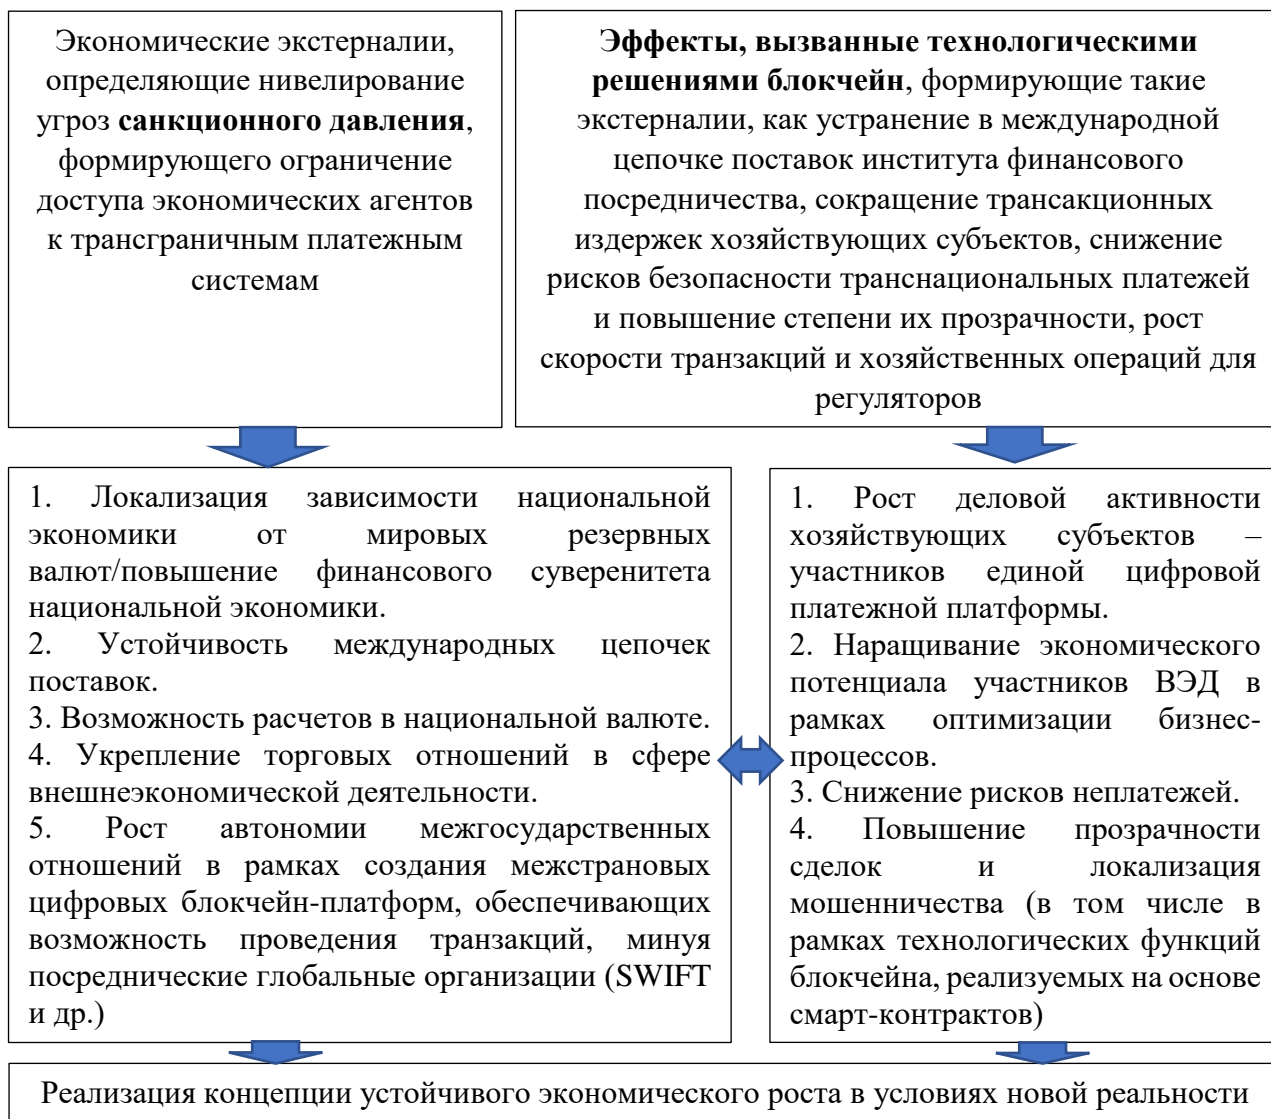 Экономические экстерналии,
определяющие нивелирование
угроз санкционного давления,
формирующего ограничение
доступа экономических агентов
к трансграничным платежным
системам
Эффекты, вызванные технологическими
решениями блокчейн, формирующие такие
экстерналии, как устранение в международной
цепочке поставок института финансового
посредничества, сокращение трансакционных
издержек хозяйствующих субъектов, снижение
рисков безопасности транснациональных платежей
и повышение степени их прозрачности, рост
скорости транзакций и хозяйственных операций для
регуляторов
1. Локализация зависимости национальной
экономики от мировых резервных
валют/повышение финансового суверенитета
национальной экономики.
2. Устойчивость международных цепочек
поставок.
3. Возможность расчетов в национальной валюте.
4. Укрепление торговых отношений в сфере
внешнеэкономической деятельности.
5. Рост автономии межгосударственных
отношений в рамках создания межстрановых
цифровых блокчейн-платформ, обеспечивающих
возможность проведения транзакций, минуя
посреднические глобальные организации (SWIFT
и др.)
1. Рост деловой активности
хозяйствующих субъектов –
участников единой цифровой
платежной платформы.
2. Наращивание экономического
потенциала участников ВЭД в
рамках оптимизации бизнес-
процессов.
3. Снижение рисков неплатежей.
4. Повышение прозрачности
сделок и локализация
мошенничества (в том числе в
рамках технологических функций
блокчейна, реализуемых на основе
смарт-контрактов)
Реализация концепции устойчивого экономического роста в условиях новой реальности